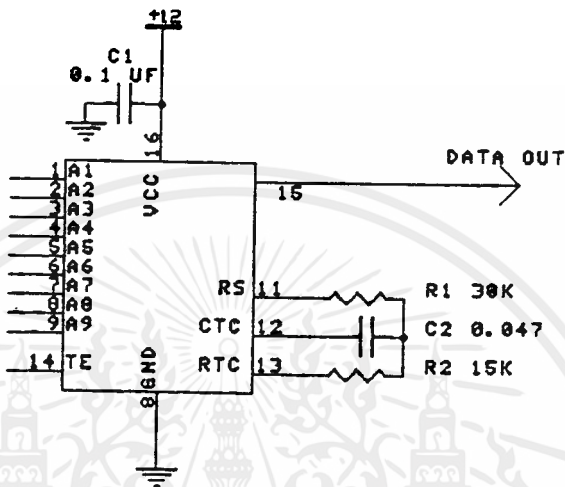 +12
C1
0.1 UF
16
VCC
DATA OUT
15
1 A1
2 A2
3 A3
4 A4
5 A5
6 A6
7 A7
8 A8
9 A9
14 TE
RS 11
R1 30K
CTC 12
C2 0.047
RTC 13
R2 15K
8 GND